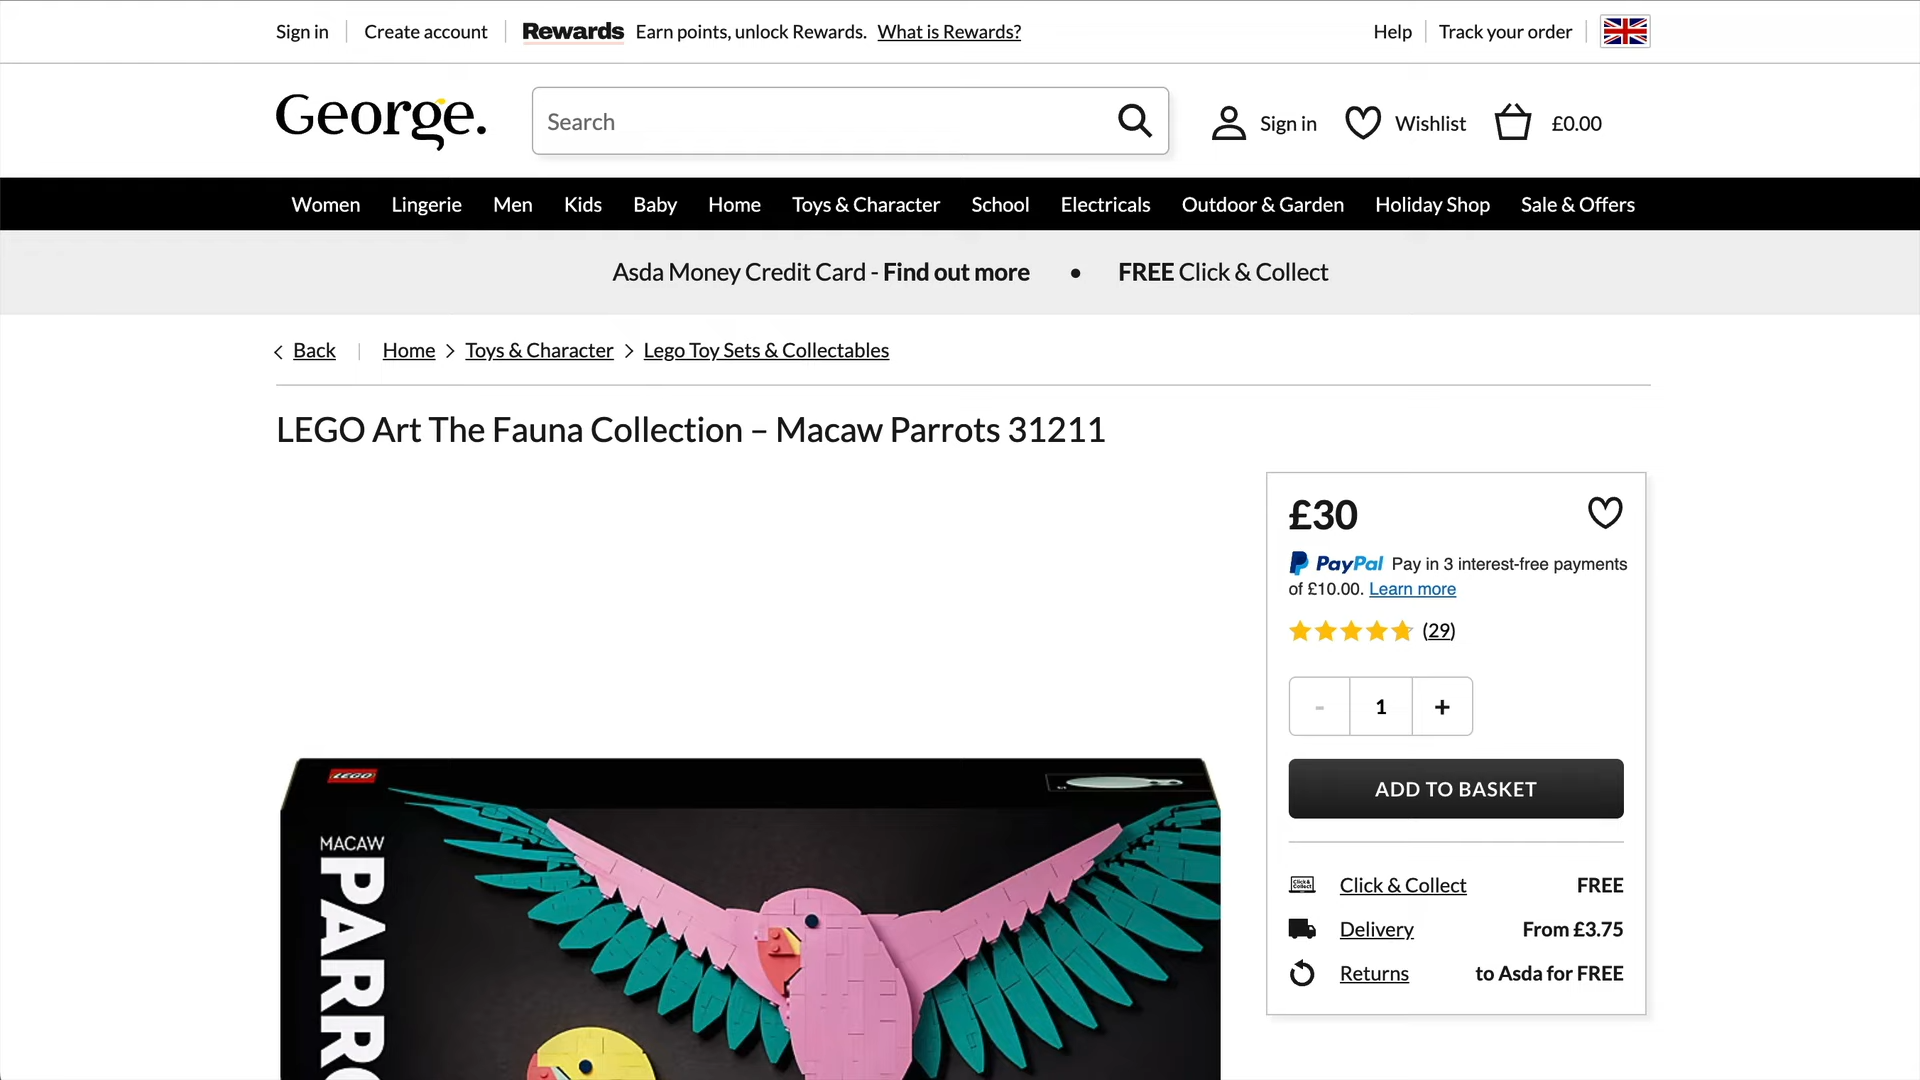 Sign in
Create account
Rewards Earn points, unlock Rewards. What is Rewards?
Help
Track your order
George.
Search
Sign in
Wishlist
£0.00
Women
Lingerie
Men
Kids
Baby
Home
Toys & Character
School
Electricals
Outdoor & Garden
Holiday Shop
Sale & Offers
Asda Money Credit Card - Find out more • FREE Click & Collect
Back
Home > Toys & Character > Lego Toy Sets & Collectables
LEGO Art The Fauna Collection – Macaw Parrots 31211
£30
PayPal Pay in 3 interest-free payments
of £10.00. Learn more
(29)
- 1 +
ADD TO BASKET
Click & Collect FREE
Delivery From £3.75
Returns to Asda for FREE
LEGO
MACAW
PARRO